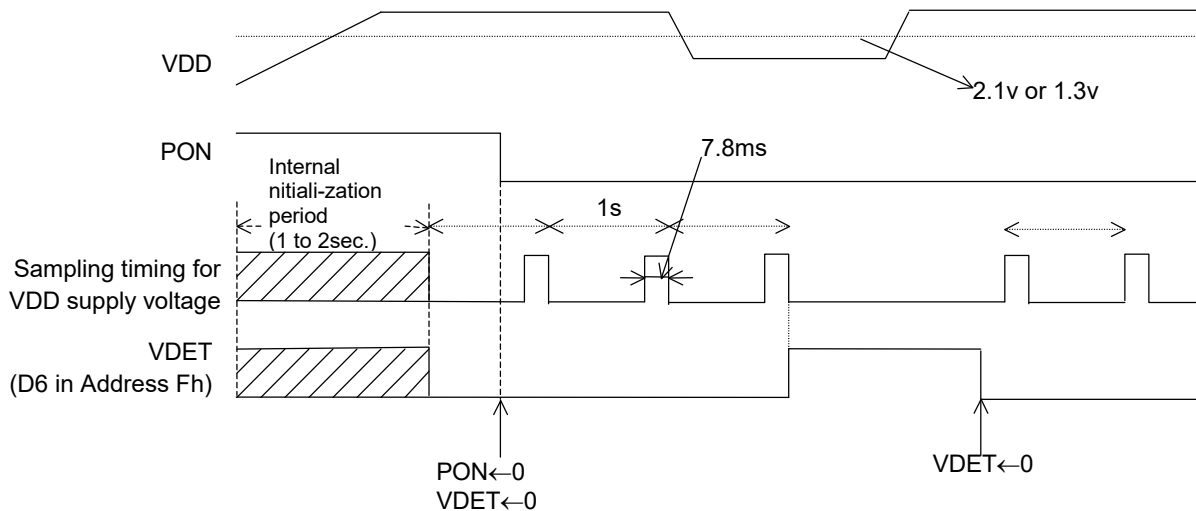 VDD
2.1v or 1.3v
PON
7.8ms
Internal
nitiali-zation
period
(1 to 2sec.)
1s
Sampling timing for
VDD supply voltage
VDET
(D6 in Address Fh)
PON←0
VDET←0
VDET←0